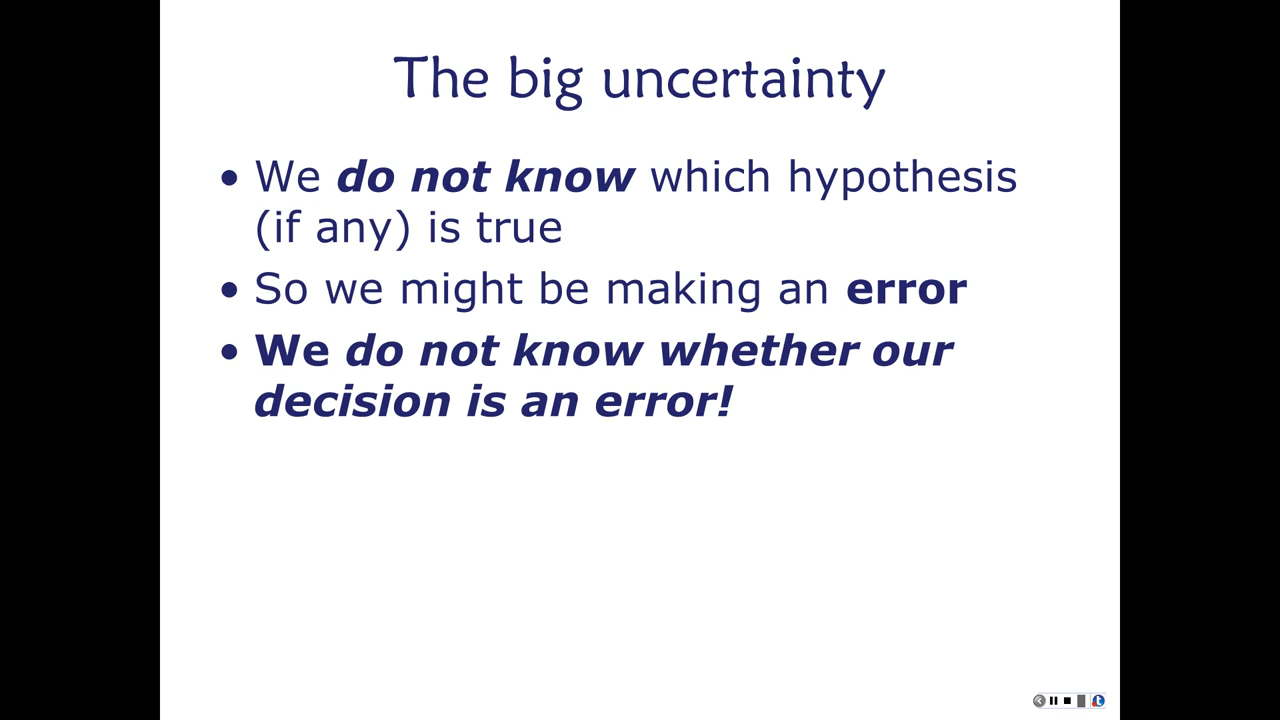 The big uncertainty
• We do not know which hypothesis
(if any) is true
• So we might be making an error
• We do not know whether our
decision is an error!